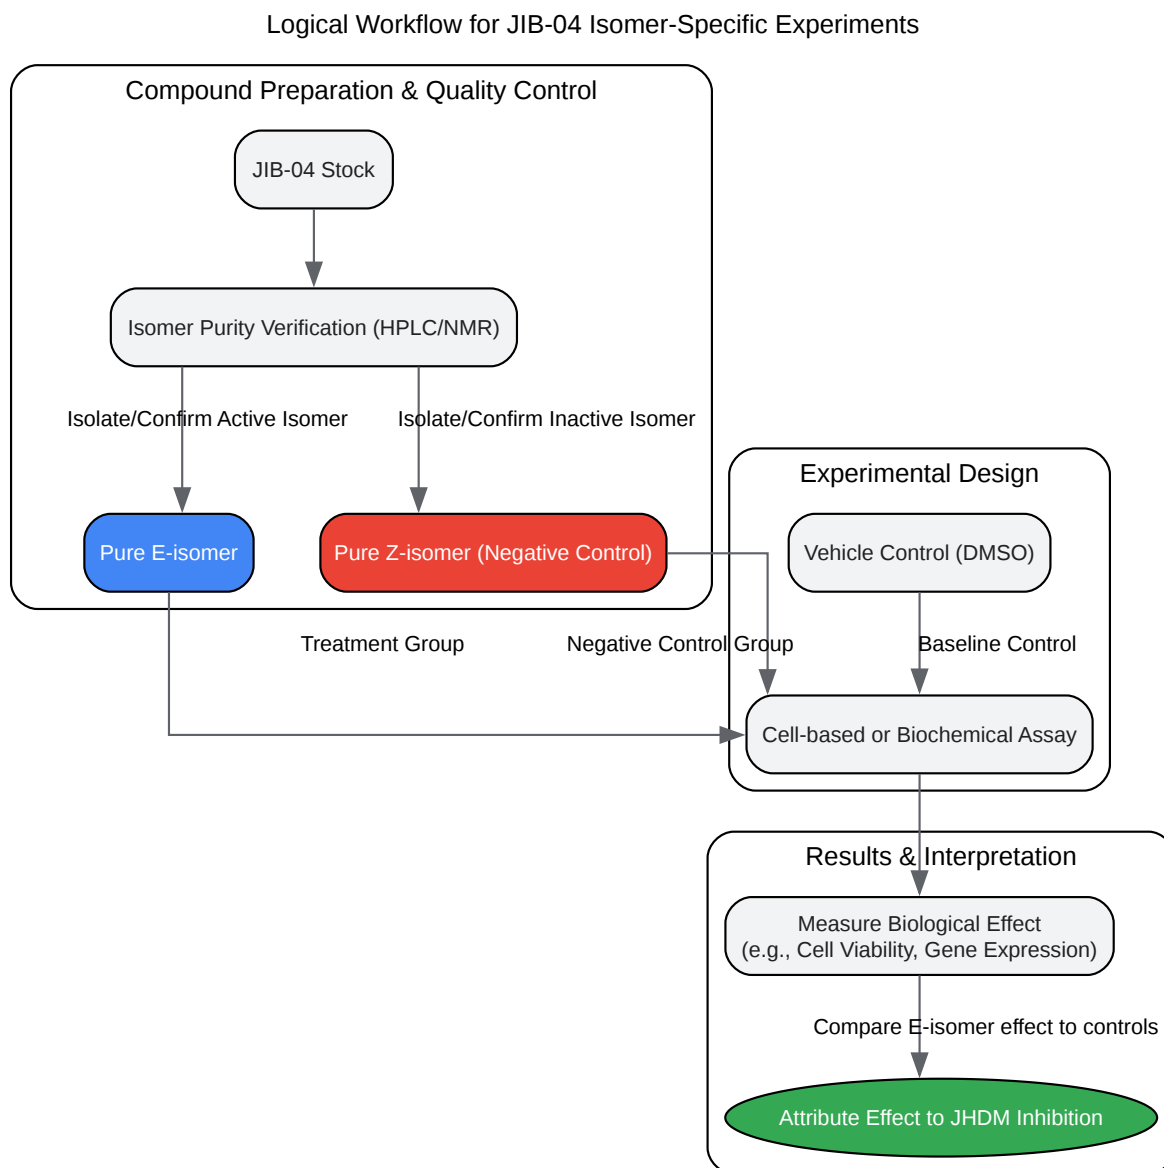 Logical Workflow for JIB-04 Isomer-Specific Experiments
Compound Preparation & Quality Control
JIB-04 Stock
Isomer Purity Verification (HPLC/NMR)
Isolate/Confirm Active Isomer
Isolate/Confirm Inactive Isomer
Pure E-isomer
Pure Z-isomer (Negative Control)
Experimental Design
Vehicle Control (DMSO)
Treatment Group
Negative Control Group
Baseline Control
Cell-based or Biochemical Assay
Results & Interpretation
Measure Biological Effect
(e.g., Cell Viability, Gene Expression)
Compare E-isomer effect to controls
Attribute Effect to JHDM Inhibition